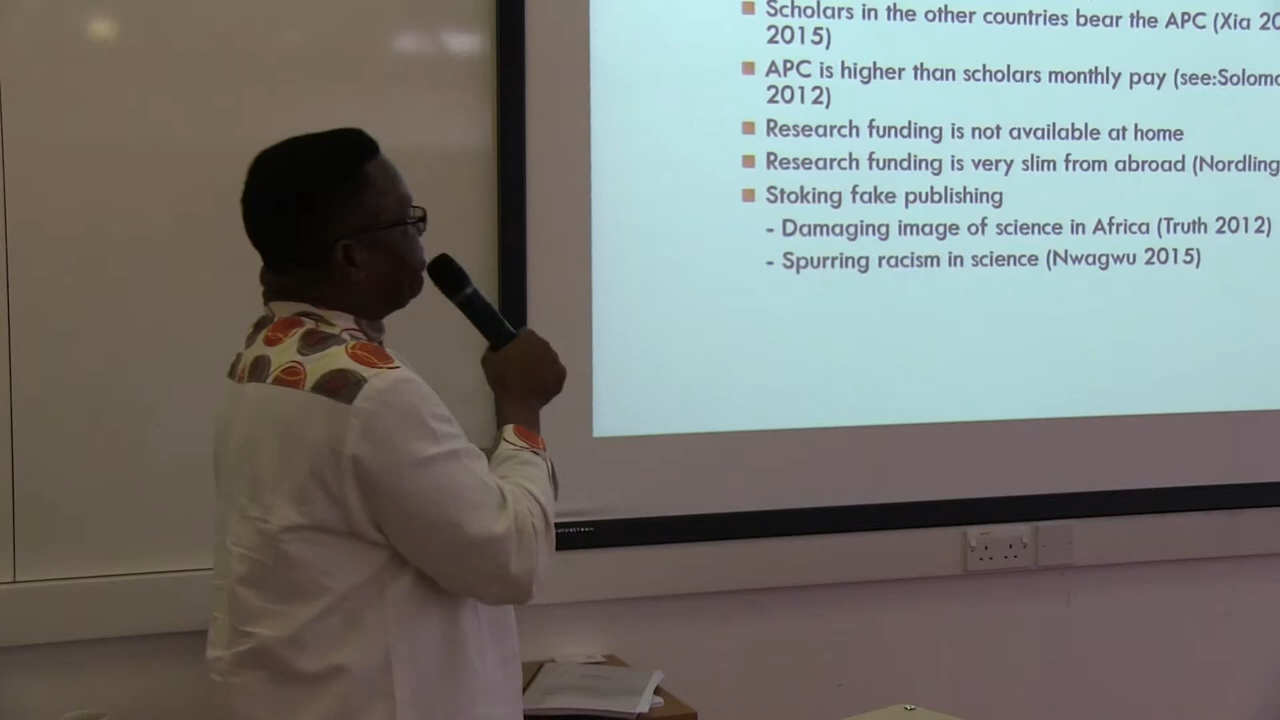 Scholars in the other countries bear the APC (Xia 20
2015)
APC is higher than scholars monthly pay (see:Solomo
2012)
Research funding is not available at home
Research funding is very slim from abroad (Nordling
Stoking fake publishing
- Damaging image of science in Africa (Truth 2012)
- Spurring racism in science (Nwagwu 2015)